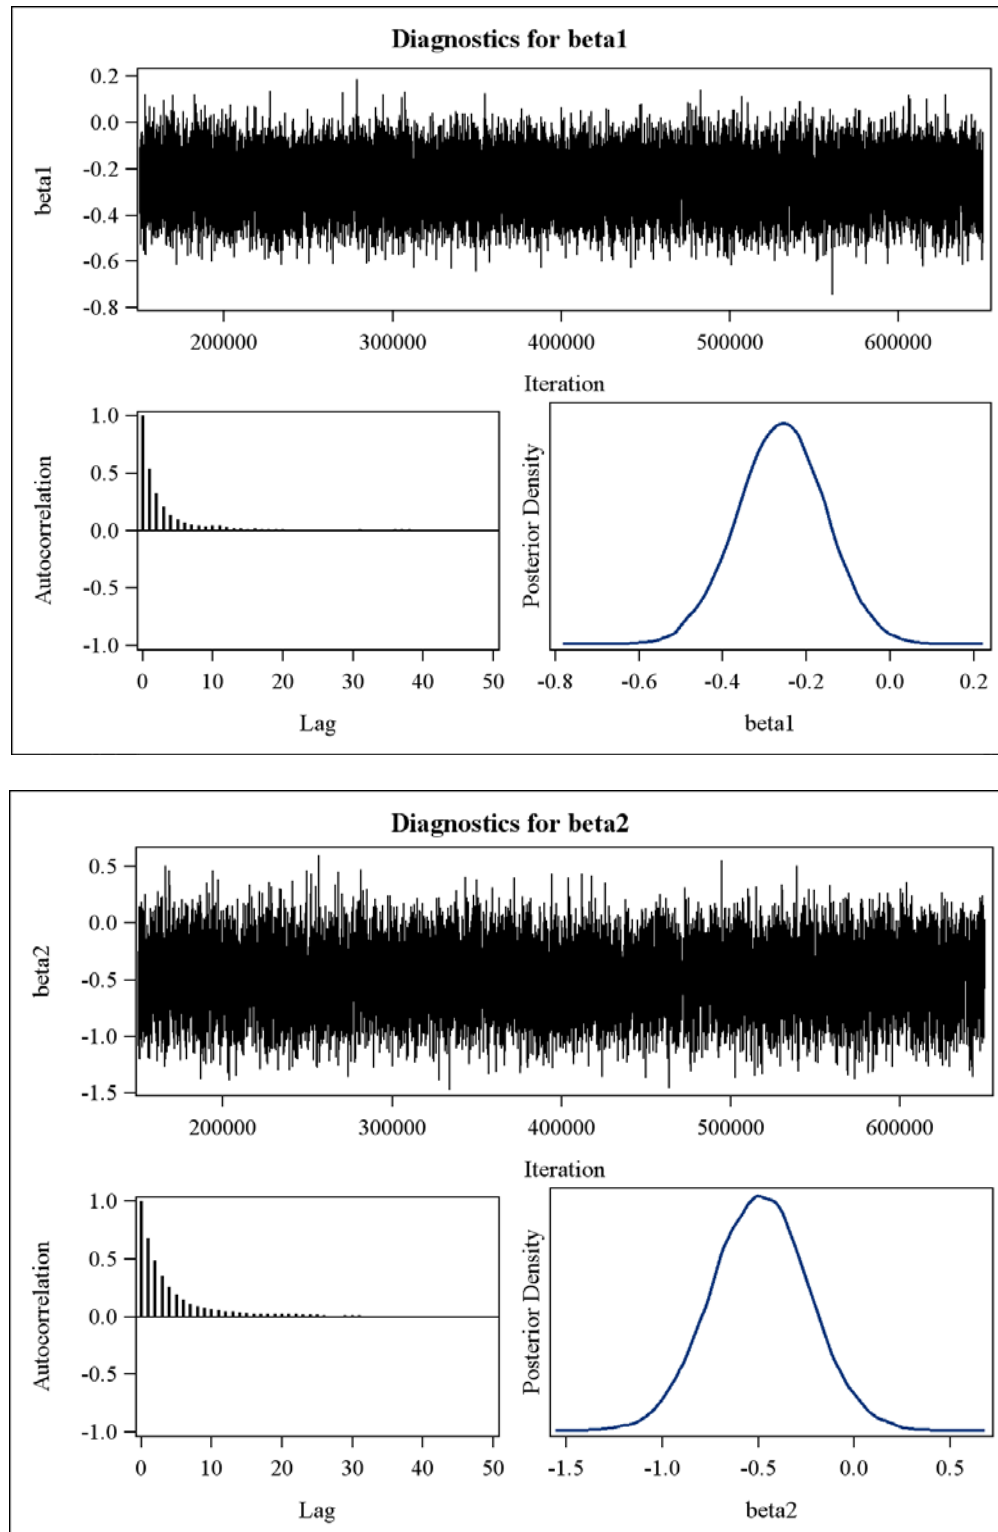 Diagnostics for beta1
beta1
0.2
0.0
-0.2
-0.4
-0.6
-0.8
200000 300000 400000 500000 600000
Iteration
Autocorrelation
1.0
0.5
0.0
-0.5
-1.0
0 10 20 30 40 50
Lag
Posterior Density
-0.8 -0.6 -0.4 -0.2 0.0 0.2
beta1
Diagnostics for beta2
beta2
0.5
0.0
-0.5
-1.0
-1.5
200000 300000 400000 500000 600000
Iteration
Autocorrelation
1.0
0.5
0.0
-0.5
-1.0
0 10 20 30 40 50
Lag
Posterior Density
-1.5 -1.0 -0.5 0.0 0.5
beta2